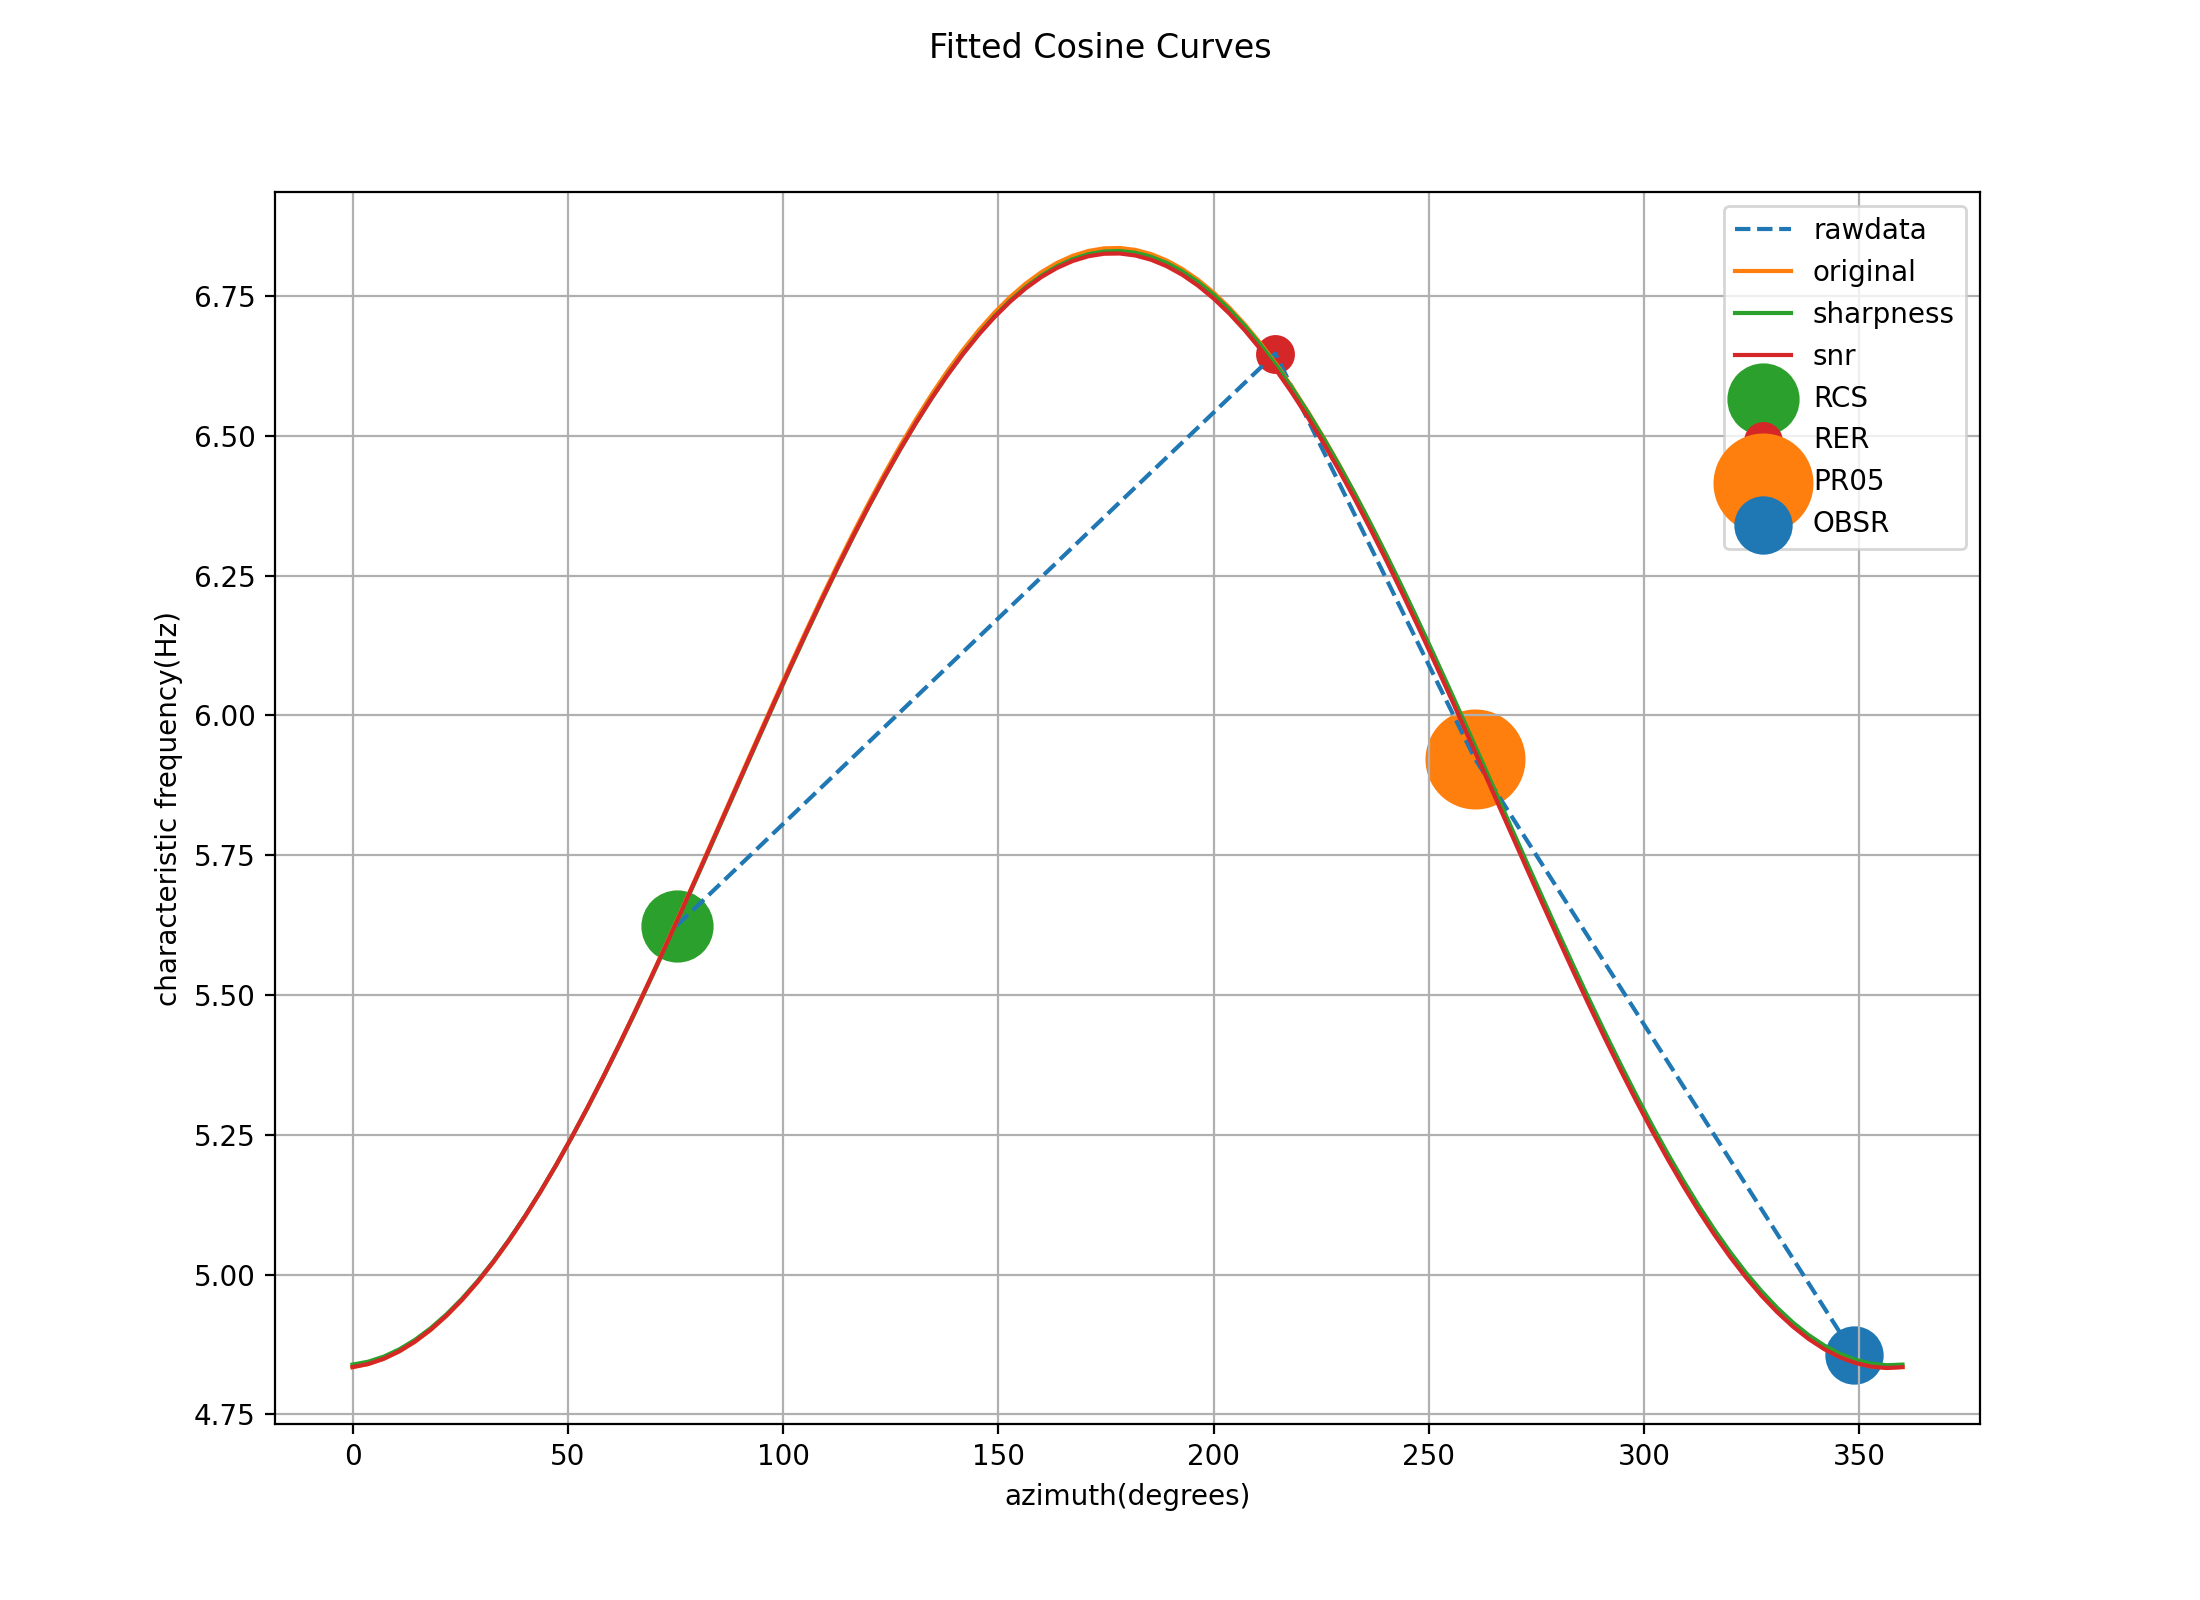 Fitted Cosine Curves
rawdata
original
sharpness
snr
RCS
RER
PR05
OBSR
characteristic frequency(Hz)
6.75
6.50
6.25
6.00
5.75
5.50
5.25
5.00
4.75
0 50 100 150 200 250 300 350
azimuth(degrees)